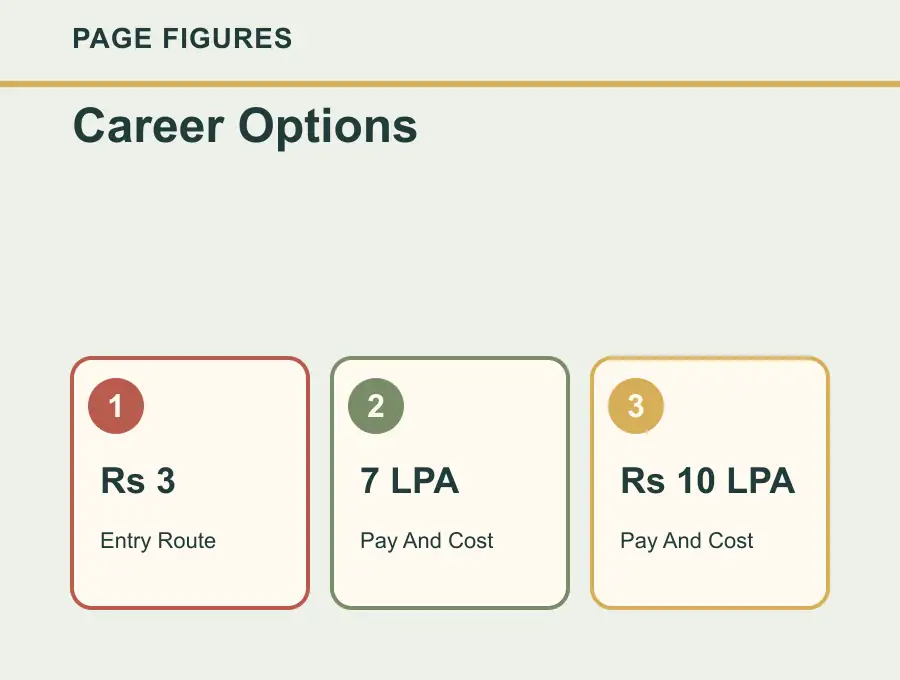 PAGE FIGURES
Career Options
1
2
3
Rs 3
7 LPA
Rs 10 LPA
Entry Route
Pay And Cost
Pay And Cost